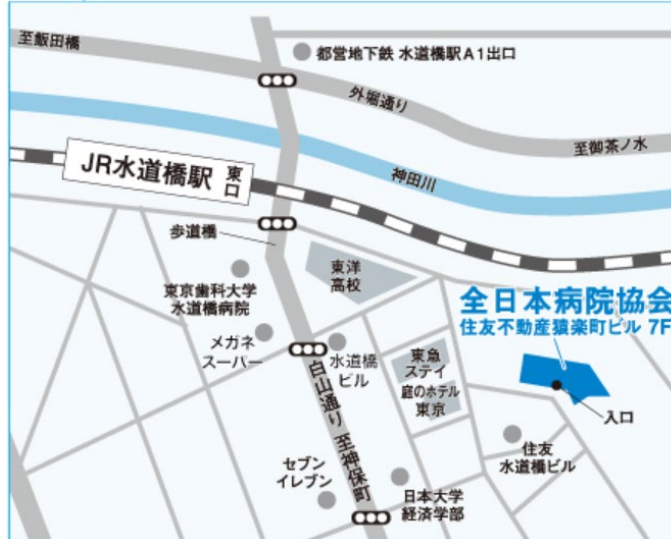 至飯田橋
都営地下鉄 水道橋駅A1出口
外堀通り
至御茶ノ水
JR水道橋駅 東口
神田川
歩道橋
東洋
高校
東京歯科大学
水道橋病院
全日本病院協会
住友不動産猿楽町ビル 7F
メガネ
スーパー
水道橋
ビル
東急
ステイ
庭のホテル
東京
入口
白山通り 至神保町
住友
水道橋ビル
セブン
イレブン
日本大学
経済学部